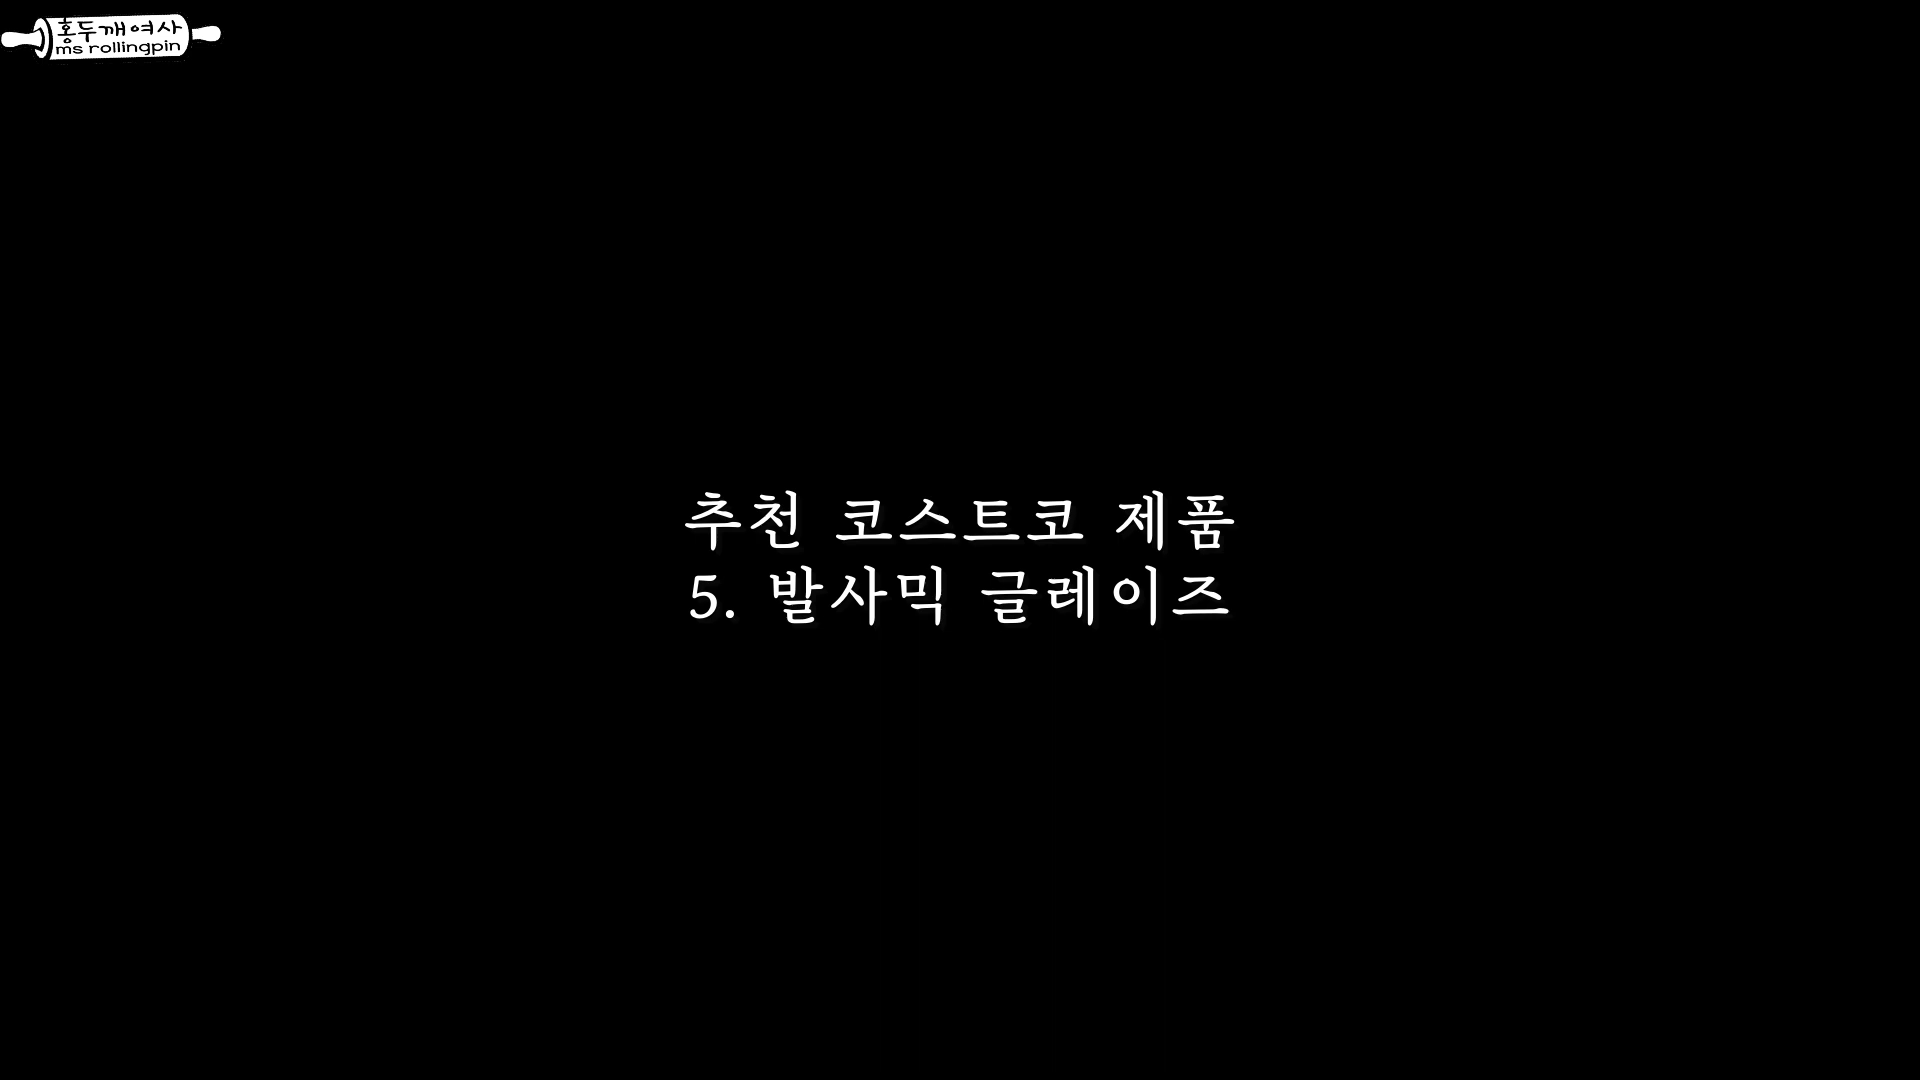 홍두깨여사
ms rollingpin
추천 코스트코 제품
5. 발사믹 글레이즈